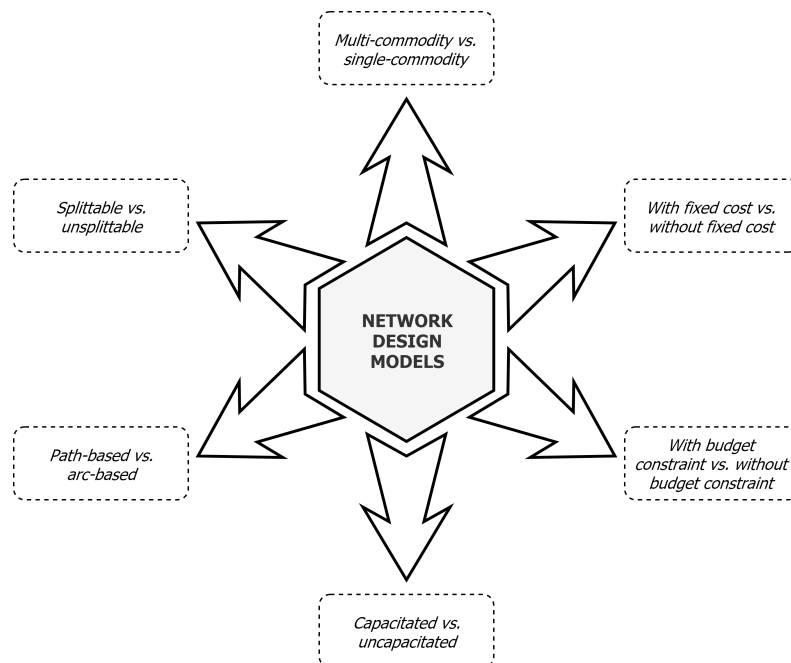 Multi-commodity vs.
single-commodity
Splittable vs.
unsplittable
With fixed cost vs.
without fixed cost
NETWORK
DESIGN
MODELS
Path-based vs.
arc-based
With budget
constraint vs. without
budget constraint
Capacitated vs.
uncapacitated